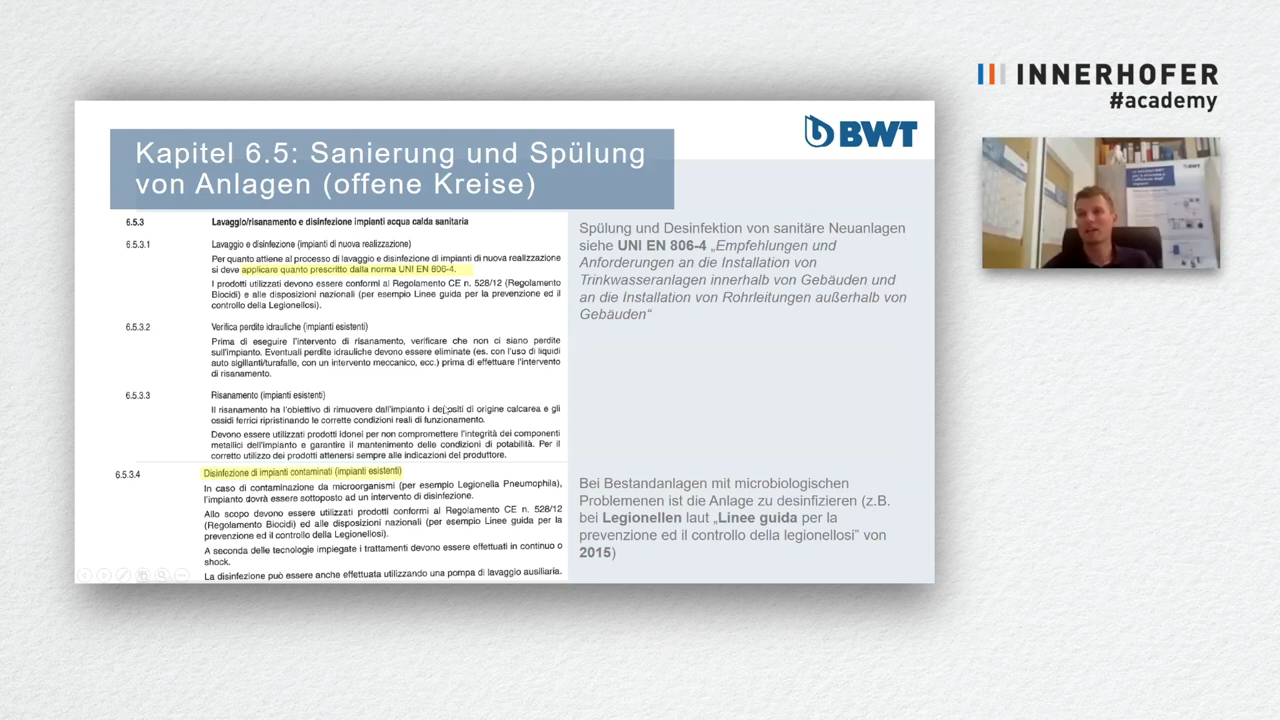 INNERHOFER
#academy
BWT
Kapitel 6.5: Sanierung und Spülung
von Anlagen (offene Kreise)
6.5.3 Lavaggio/risanamento e disinfezione impianti acqua calda sanitaria
6.5.3.1 Lavaggio e disinfezione (impianti di nuova realizzazione)
Per quanto attiene al processo di lavaggio e disinfezione di impianti di nuova realizzazione
si deve applicare quanto prescritto dalla norma UNI EN 806-4.
I prodotti utilizzati devono essere conformi al Regolamento CE n. 528/12 (Regolamento
Biocidi) e alle disposizioni nazionali (per esempio Linee guida per la prevenzione ed il
controllo della Legionellosi).
6.5.3.2 Verifica perdite idrauliche (impianti esistenti)
Prima di eseguire l'intervento di risanamento, verificare che non ci siano perdite
sull'impianto. Eventuali perdite idrauliche devono essere eliminate (es. con l'uso di liquidi
auto sigillanti/turafalle, con un intervento meccanico, ecc.) prima di effettuare l'intervento
di risanamento.
6.5.3.3 Risanamento (impianti esistenti)
Il risanamento ha l'obiettivo di rimuovere dall'impianto i depositi di origine calcarea e gli
ossidi ferrici ripristinando le corrette condizioni reali di funzionamento.
Devono essere utilizzati prodotti idonei per non compromettere l'integrità dei componenti
metallici dell'impianto e garantire il mantenimento delle condizioni di potabilità. Per il
corretto utilizzo dei prodotti attenersi sempre alle indicazioni del produttore.
6.5.3.4 Disinfezione di impianti contaminati (impianti esistenti)
In caso di contaminazione da microorganismi (per esempio Legionella Pneumophila),
l'impianto dovrà essere sottoposto ad un intervento di disinfezione.
Allo scopo devono essere utilizzati prodotti conformi al Regolamento CE n. 528/12
(Regolamento Biocidi) ed alle disposizioni nazionali (per esempio Linee guida per la
prevenzione ed il controllo della Legionellosi).
A seconda delle tecnologie impiegate i trattamenti devono essere effettuati in continuo o
shock.
La disinfezione può essere anche effettuata utilizzando una pompa di lavaggio ausiliaria.
Spülung und Desinfektion von sanitäre Neuanlagen
siehe UNI EN 806-4 „Empfehlungen und
Anforderungen an die Installation von
Trinkwasseranlagen innerhalb von Gebäuden und
an die Installation von Rohrleitungen außerhalb von
Gebäuden“
Bei Bestandanlagen mit microbiologischen
Problemenen ist die Anlage zu desinfizieren (z.B.
bei Legionellen laut „Linee guida per la
prevenzione ed il controllo della legionellosi” von
2015)